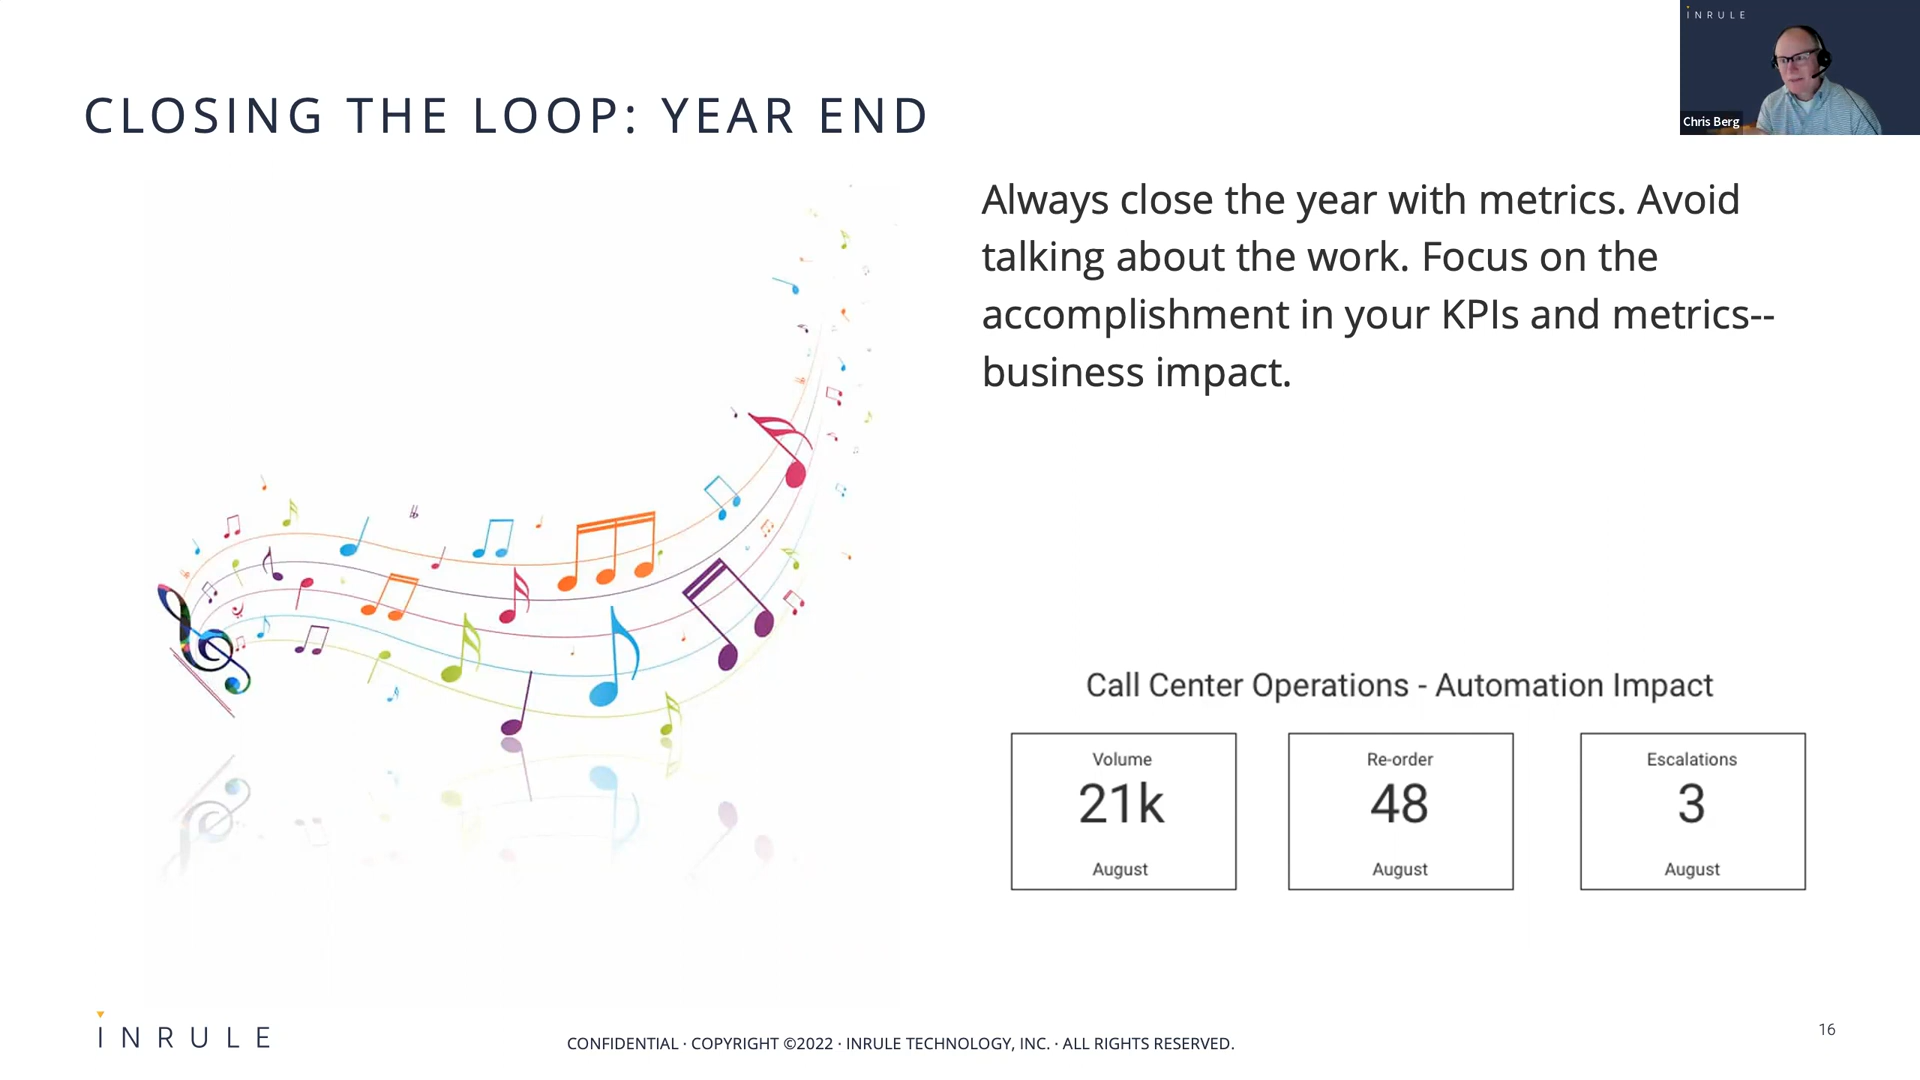 INRULE
CLOSING THE LOOP: YEAR END
Chris Berg
Always close the year with metrics. Avoid
talking about the work. Focus on the
accomplishment in your KPIs and metrics--
business impact.
Call Center Operations - Automation Impact
Volume
21k
August
Re-order
48
August
Escalations
3
August
INRULE
CONFIDENTIAL · COPYRIGHT ©2022 · INRULE TECHNOLOGY, INC. · ALL RIGHTS RESERVED.
16